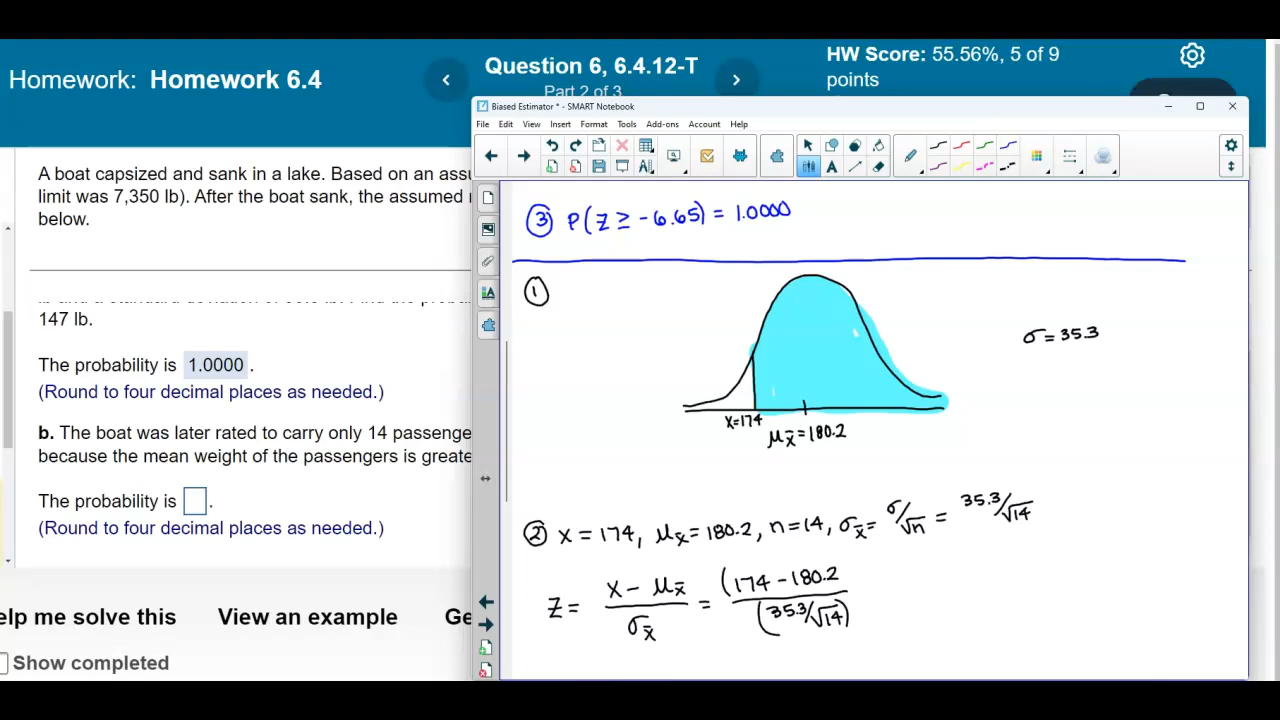 Homework: Homework 6.4
Question 6, 6.4.12-T
Part 2 of 3
HW Score: 55.56%, 5 of 9
points
A boat capsized and sank in a lake. Based on an assu
limit was 7,350 lb). After the boat sank, the assumed
below.
147 lb.
The probability is 1.0000.
(Round to four decimal places as needed.)
b. The boat was later rated to carry only 14 passenge
because the mean weight of the passengers is greate
The probability is .
(Round to four decimal places as needed.)
elp me solve this
View an example
Ge
Show completed
Biased Estimator * - SMART Notebook
File Edit View Insert Format Tools Add-ons Account Help
③ P(Z ≥ -6.65) = 1.0000
①
σ = 35.3
x=174
μx̄ = 180.2
② x = 174, μx̄ = 180.2, n = 14, σx̄ = σ/√n = 35.3/√14
Z = x - μx̄ / σx̄ = (174 - 180.2 / (35.3/√14)